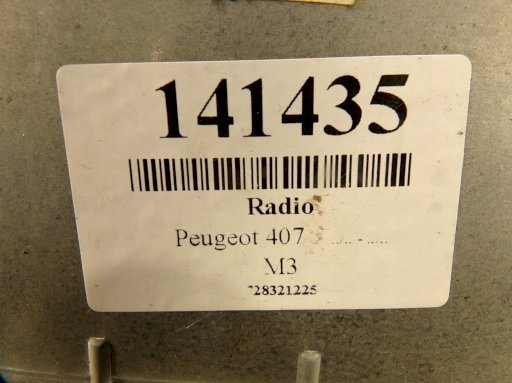 141435
Radio
Peugeot 407 ../.. - ../..
M3
728321225